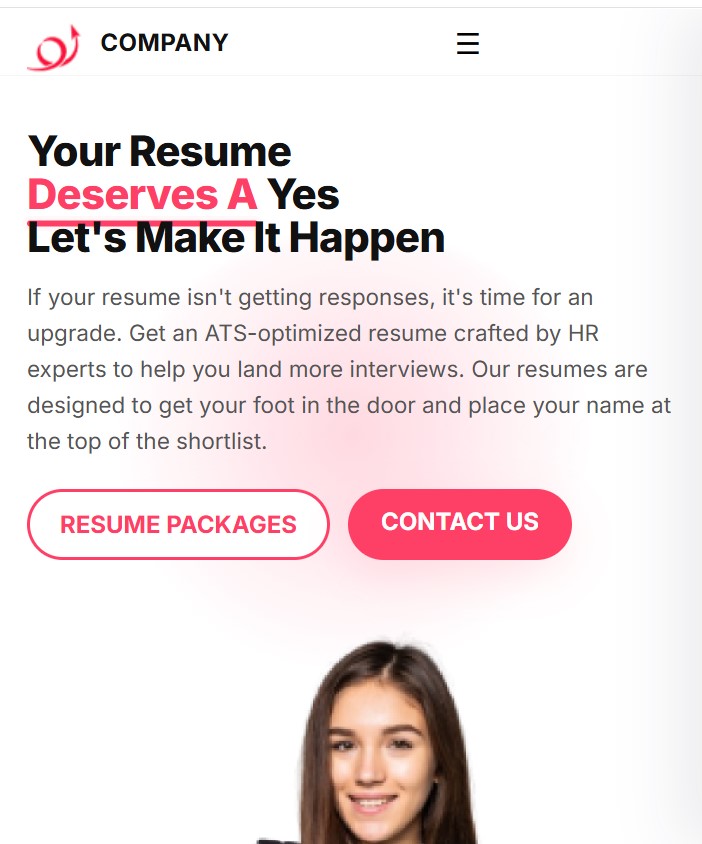 COMPANY
Your Resume
Deserves A Yes
Let's Make It Happen
If your resume isn't getting responses, it's time for an
upgrade. Get an ATS-optimized resume crafted by HR
experts to help you land more interviews. Our resumes are
designed to get your foot in the door and place your name at
the top of the shortlist.
RESUME PACKAGES
CONTACT US